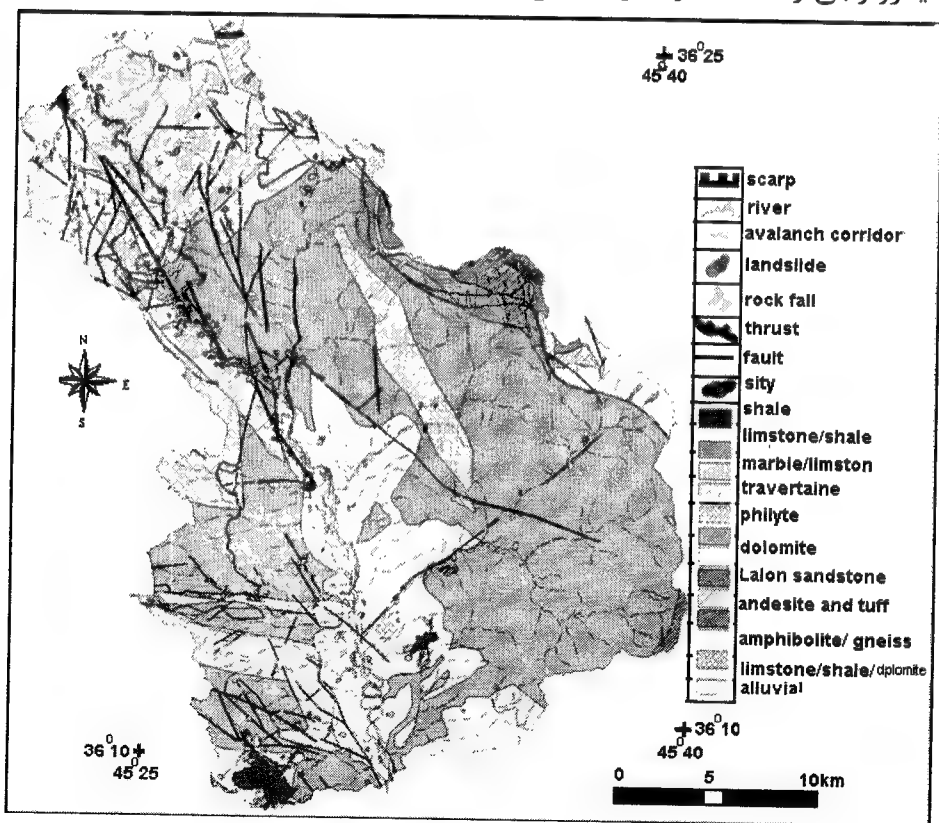 36°25
45°40
scarp
river
avalanch corridor
landslide
rock fall
thrust
fault
sity
shale
limstone/shale
marble/limston
travertaine
philyte
dolomite
Lalon sandstone
andesite and tuff
amphibolite/ gneiss
limstone/shale/dplomite
alluvial
N
E
S
36°10
45°25
36°10
45°40
0 5 10km